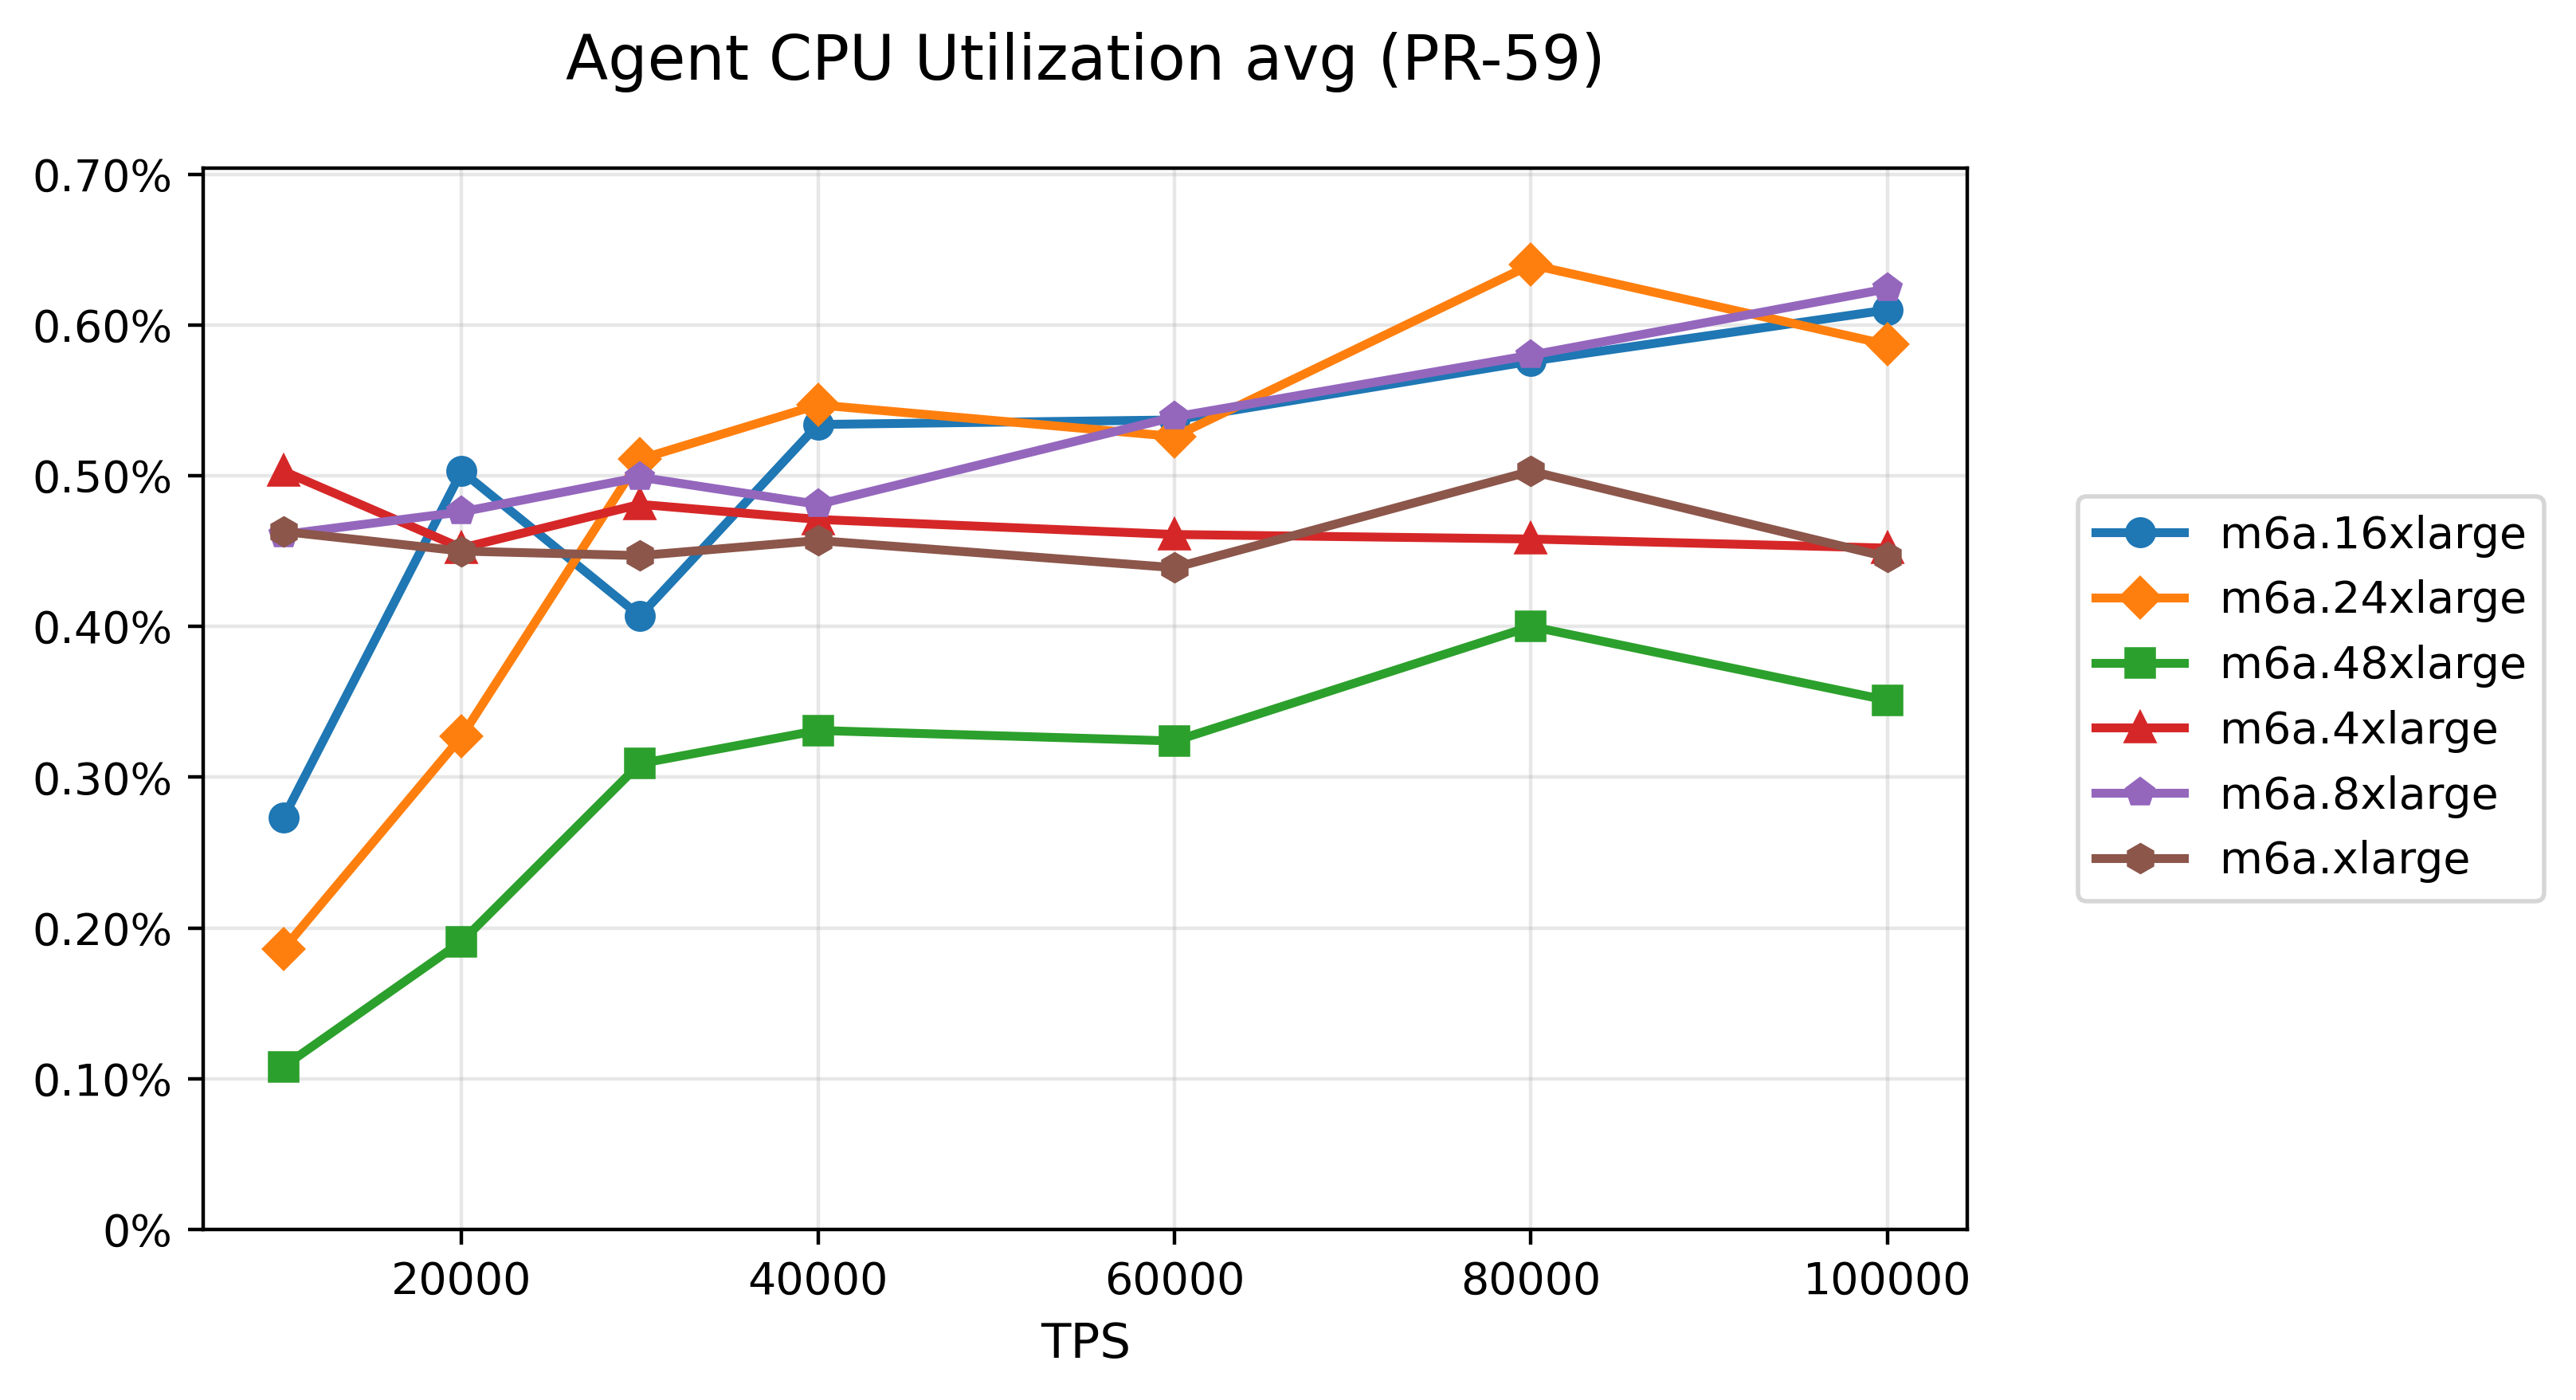 Agent CPU Utilization avg (PR-59)
0.70%
0.60%
0.50%
0.40%
0.30%
0.20%
0.10%
0%
20000 40000 60000 80000 100000
TPS
m6a.16xlarge
m6a.24xlarge
m6a.48xlarge
m6a.4xlarge
m6a.8xlarge
m6a.xlarge